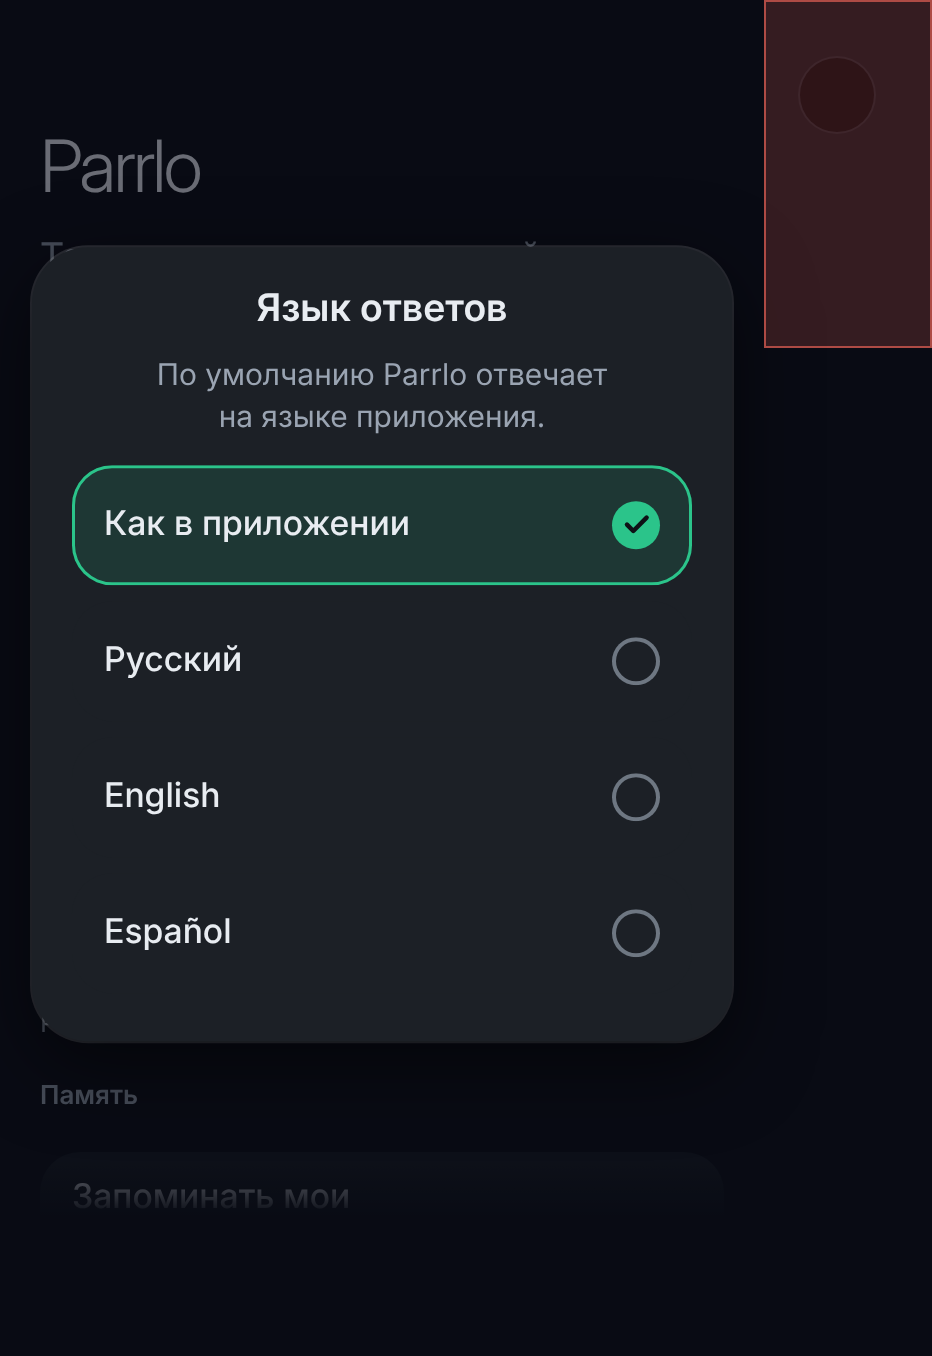 Parrlo
Язык ответов
По умолчанию Parrlo отвечает
на языке приложения.
Как в приложении
Русский
English
Español
Память
Запоминать мои